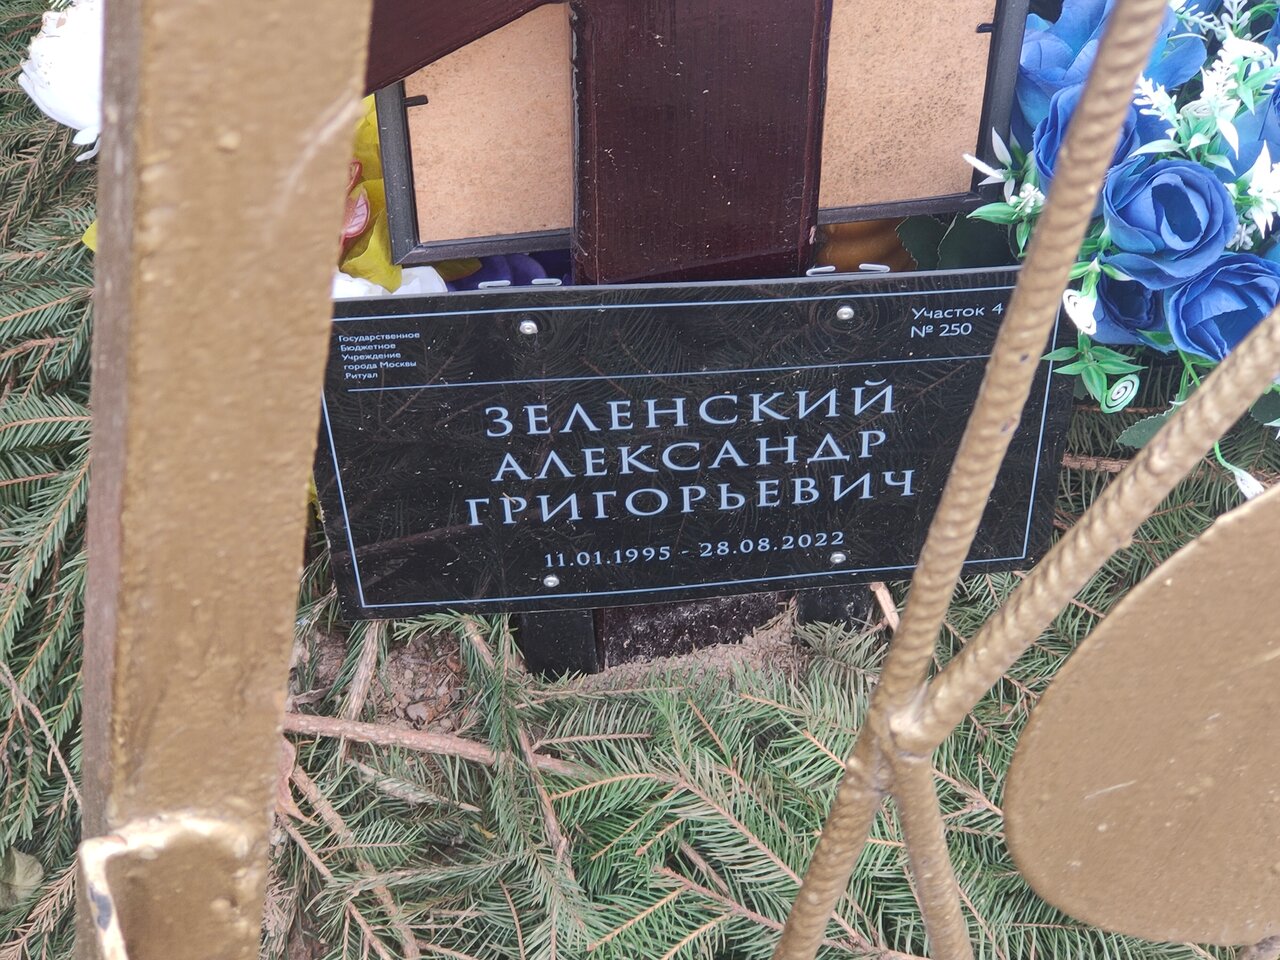 Государственное
Бюджетное
Учреждение
города Москвы
Ритуал
Участок 4
№ 250
ЗЕЛЕНСКИЙ
АЛЕКСАНДР
ГРИГОРЬЕВИЧ
11.01.1995 - 28.08.2022